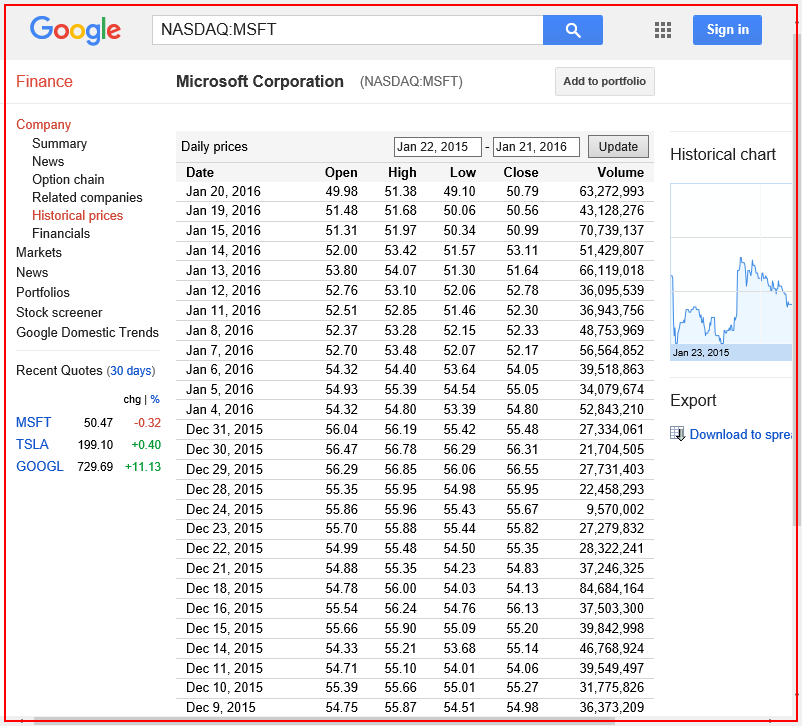 Google NASDAQ:MSFT Sign in
Finance Microsoft Corporation (NASDAQ:MSFT) Add to portfolio
Company
Summary
News
Option chain
Related companies
Historical prices
Financials
Markets
News
Portfolios
Stock screener
Google Domestic Trends
Recent Quotes (30 days)
chg | %
MSFT 50.47 -0.32
TSLA 199.10 +0.40
GOOGL 729.69 +11.13
Daily prices Jan 22, 2015 - Jan 21, 2016 Update
Date Open High Low Close Volume
Jan 20, 2016 49.98 51.38 49.10 50.79 63,272,993
Jan 19, 2016 51.48 51.68 50.06 50.56 43,128,276
Jan 15, 2016 51.31 51.97 50.34 50.99 70,739,137
Jan 14, 2016 52.00 53.42 51.57 53.11 51,429,807
Jan 13, 2016 53.80 54.07 51.30 51.64 66,119,018
Jan 12, 2016 52.76 53.10 52.06 52.78 36,095,539
Jan 11, 2016 52.51 52.85 51.46 52.30 36,943,756
Jan 8, 2016 52.37 53.28 52.15 52.33 48,753,969
Jan 7, 2016 52.70 53.48 52.07 52.17 56,564,852
Jan 6, 2016 54.32 54.40 53.64 54.05 39,518,863
Jan 5, 2016 54.93 55.39 54.54 55.05 34,079,674
Jan 4, 2016 54.32 54.80 53.39 54.80 52,843,210
Dec 31, 2015 56.04 56.19 55.42 55.48 27,334,061
Dec 30, 2015 56.47 56.78 56.29 56.31 21,704,505
Dec 29, 2015 56.29 56.85 56.06 56.55 27,731,403
Dec 28, 2015 55.35 55.95 54.98 55.95 22,458,293
Dec 24, 2015 55.86 55.96 55.43 55.67 9,570,002
Dec 23, 2015 55.70 55.88 55.44 55.82 27,279,832
Dec 22, 2015 54.99 55.48 54.50 55.35 28,322,241
Dec 21, 2015 54.88 55.35 54.23 54.83 37,246,325
Dec 18, 2015 54.78 56.00 54.03 54.13 84,684,164
Dec 16, 2015 55.54 56.24 54.76 56.13 37,503,300
Dec 15, 2015 55.66 55.90 55.09 55.20 39,842,998
Dec 14, 2015 54.33 55.21 53.68 55.14 46,768,924
Dec 11, 2015 54.71 55.10 54.01 54.06 39,549,497
Dec 10, 2015 55.39 55.66 55.01 55.27 31,775,826
Dec 9, 2015 54.75 55.87 54.51 54.98 36,373,209
Historical chart
Jan 23, 2015
Export
Download to sprea